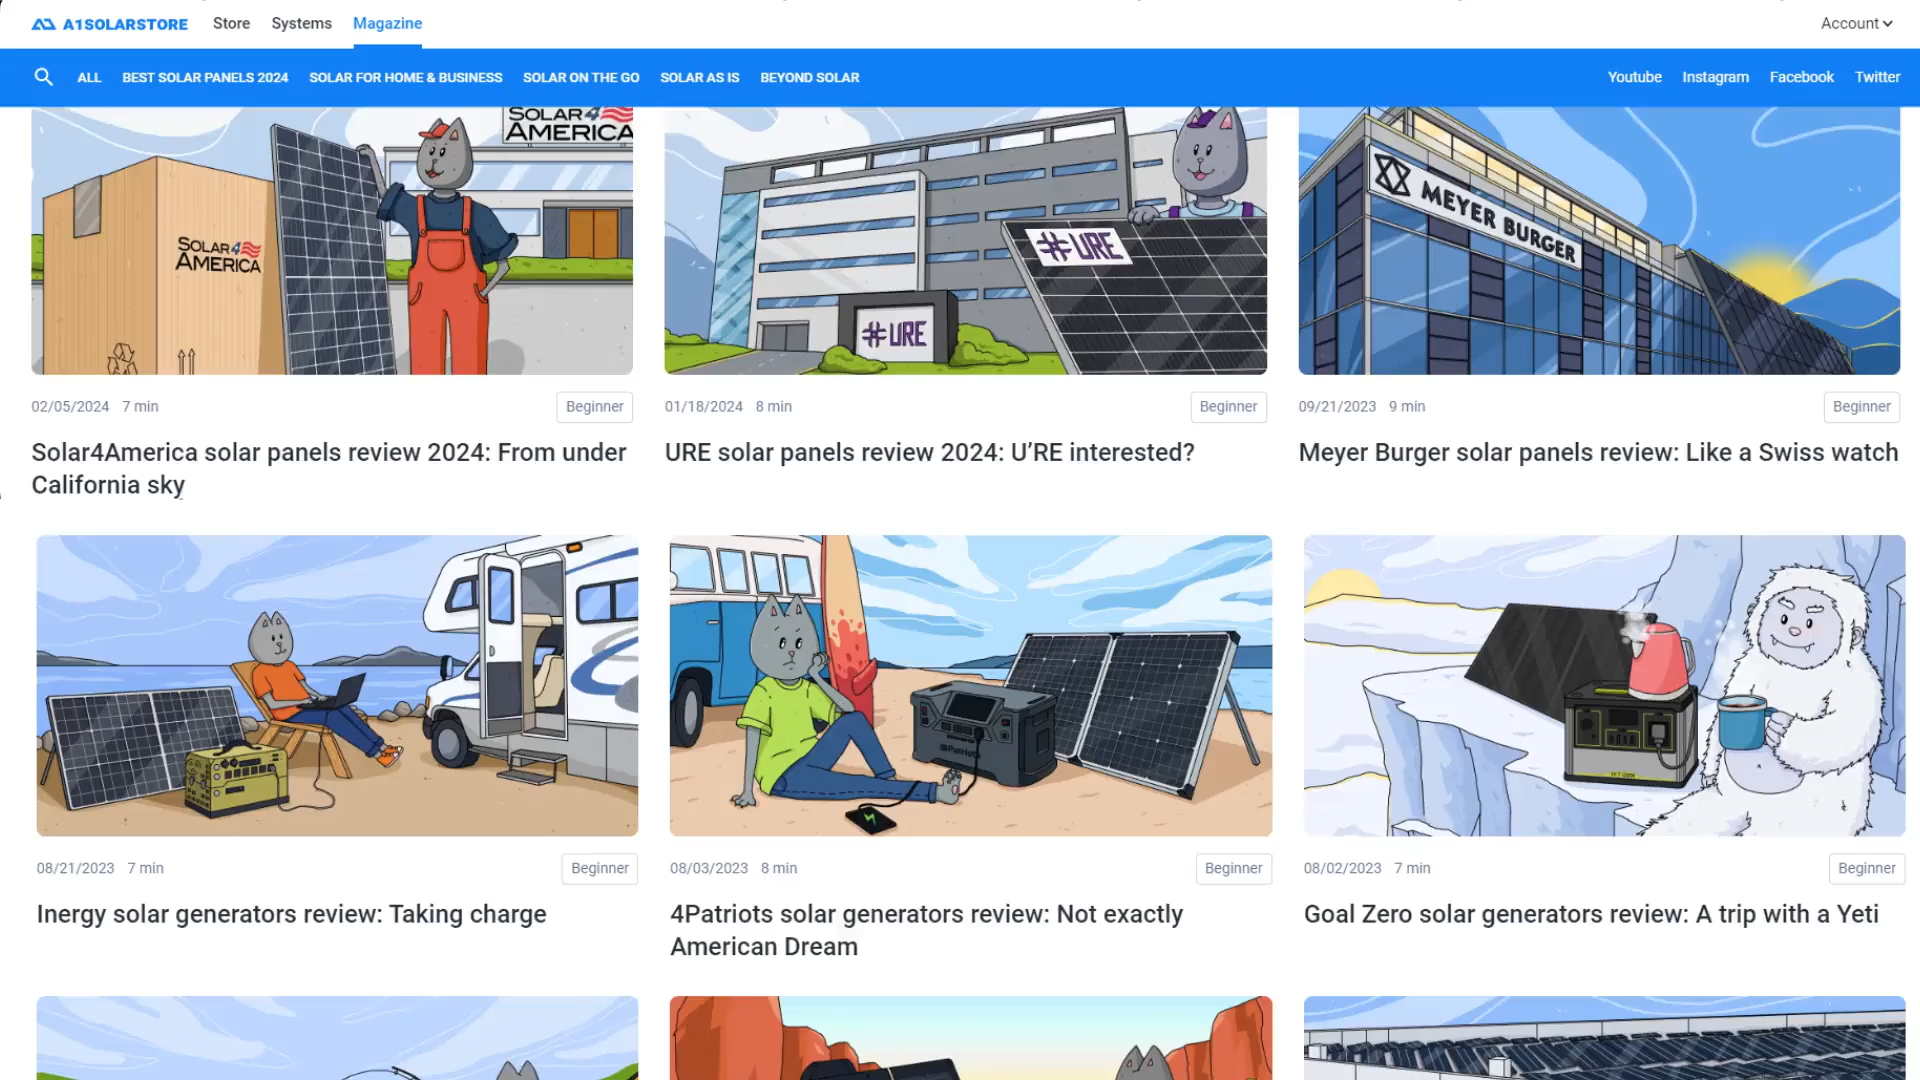 A1SOLARSTORE Store Systems Magazine Account
ALL BEST SOLAR PANELS 2024 SOLAR FOR HOME & BUSINESS SOLAR ON THE GO SOLAR AS IS BEYOND SOLAR Youtube Instagram Facebook Twitter
SOLAR4
AMERICA
SOLAR4
AMERICA
#URE
#URE
MEYER BURGER
02/05/2024 7 min Beginner
Solar4America solar panels review 2024: From under
California sky
01/18/2024 8 min Beginner
URE solar panels review 2024: U’RE interested?
09/21/2023 9 min Beginner
Meyer Burger solar panels review: Like a Swiss watch
4Patriots
08/21/2023 7 min Beginner
Inergy solar generators review: Taking charge
08/03/2023 8 min Beginner
4Patriots solar generators review: Not exactly
American Dream
08/02/2023 7 min Beginner
Goal Zero solar generators review: A trip with a Yeti